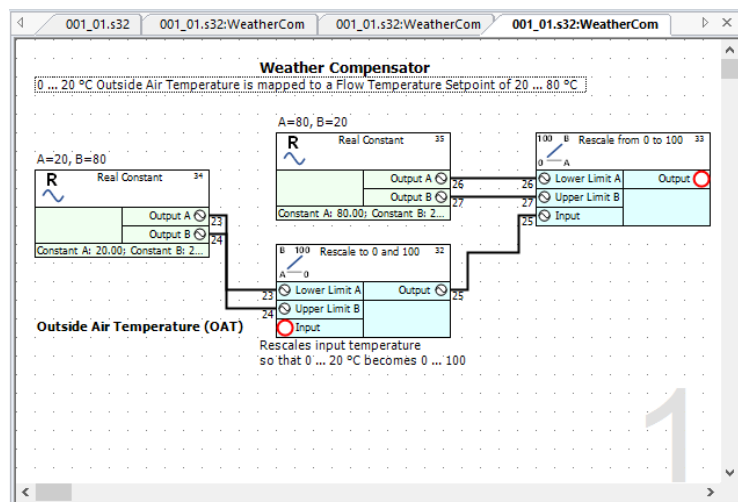 001_01.s32
001_01.s32:WeatherCom
001_01.s32:WeatherCom
001_01.s32:WeatherCom
Weather Compensator
0 ... 20 °C Outside Air Temperature is mapped to a Flow Temperature Setpoint of 20 ... 80 °C
A=80, B=20
R Real Constant 35
Output A 26
Output B 27
Constant A: 80.00; Constant B: 2...
100 B Rescale from 0 to 100 33
0 A
26 Lower Limit A Output
27 Upper Limit B
25 Input
A=20, B=80
R Real Constant 34
Output A 23
Output B 24
Constant A: 20.00; Constant B: 2...
B 100 Rescale to 0 and 100 32
A 0
23 Lower Limit A Output 25
24 Upper Limit B
Outside Air Temperature (OAT) Input
Rescales input temperature
so that 0 ... 20 °C becomes 0 ... 100
1